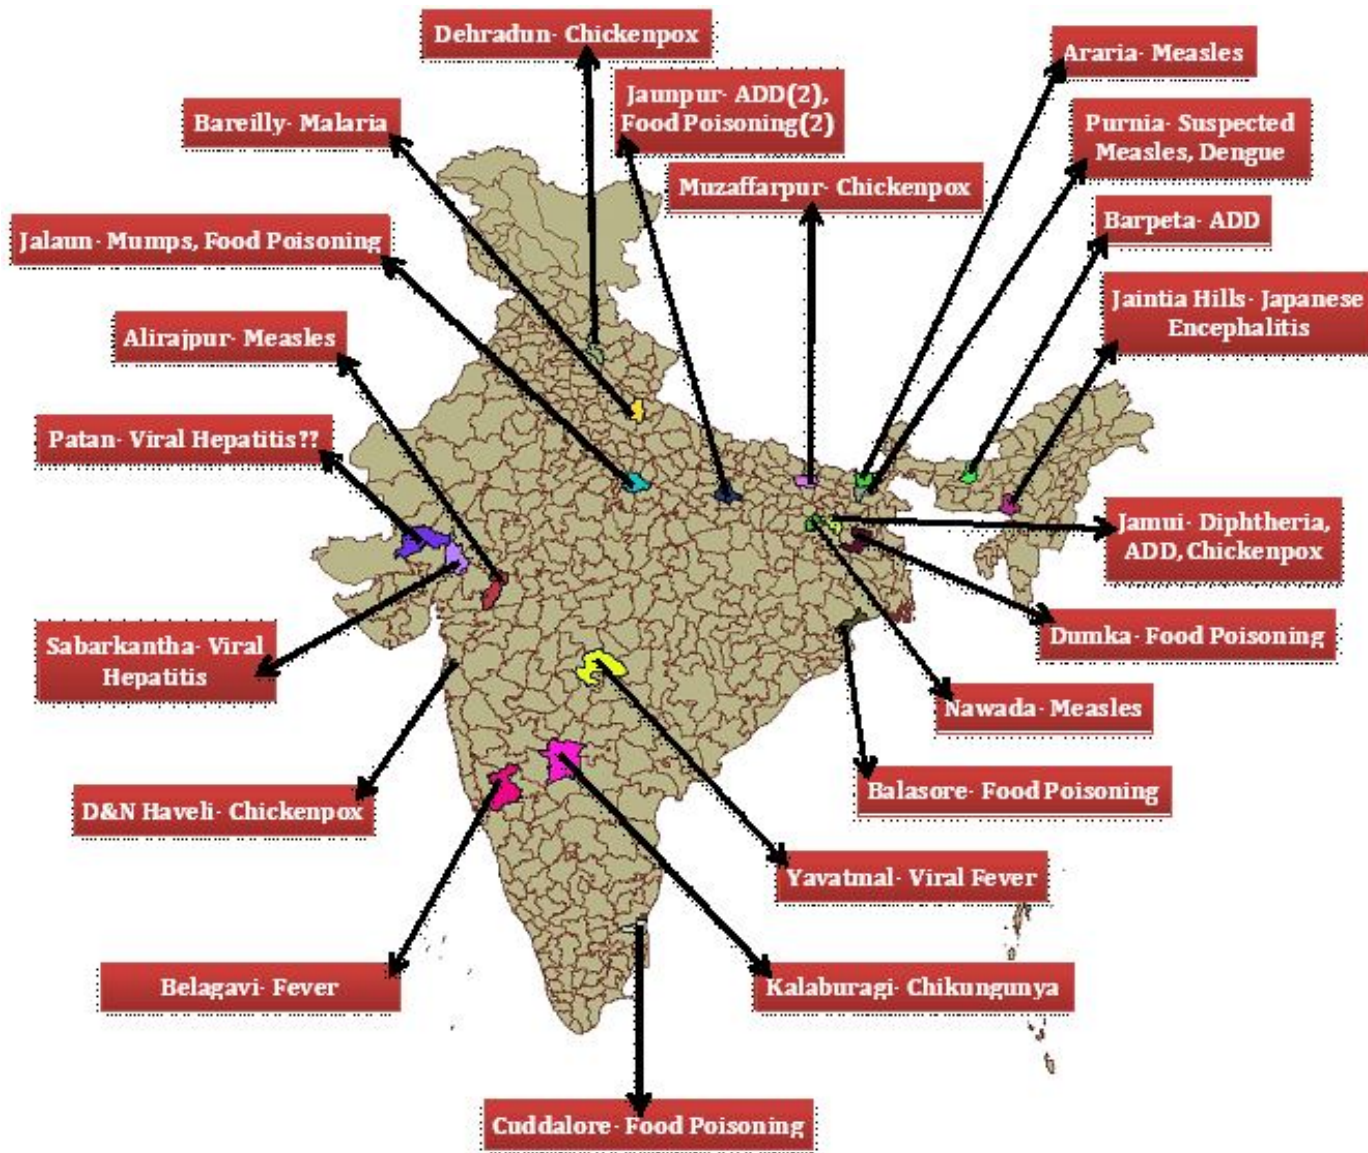 Dehradun- Chickenpox
Araria- Measles
Jaunpur- ADD(2),
Food Poisoning(2)
Bareilly- Malaria
Purnia- Suspected
Measles, Dengue
Muzaffarpur- Chickenpox
Barpeta- ADD
Jalaun- Mumps, Food Poisoning
Jaintia Hills- Japanese
Encephalitis
Alirajpur- Measles
Patan- Viral Hepatitis??
Jamui- Diphtheria,
ADD, Chickenpox
Sabarkantha- Viral
Hepatitis
Dumka- Food Poisoning
Nawada- Measles
D&N Haveli- Chickenpox
Balasore- Food Poisoning
Yavatmal- Viral Fever
Belagavi- Fever
Kalaburagi- Chikungunya
Cuddalore- Food Poisoning